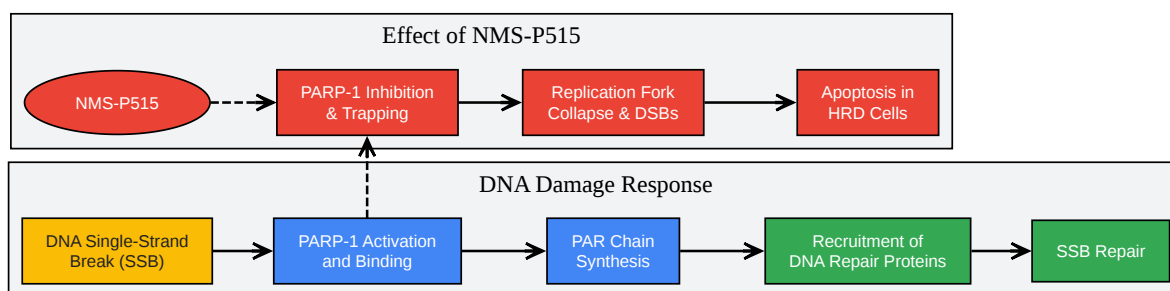 Effect of NMS-P515
NMS-P515
PARP-1 Inhibition
& Trapping
Replication Fork
Collapse & DSBs
Apoptosis in
HRD Cells
DNA Damage Response
DNA Single-Strand
Break (SSB)
PARP-1 Activation
and Binding
PAR Chain
Synthesis
Recruitment of
DNA Repair Proteins
SSB Repair